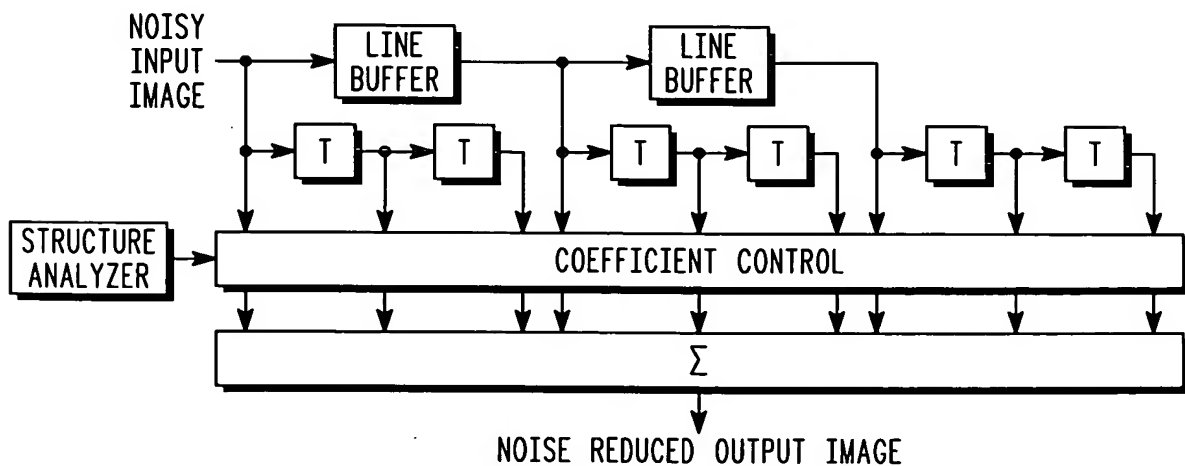 NOISY
INPUT
IMAGE
LINE
BUFFER
LINE
BUFFER
T
T
T
T
T
T
STRUCTURE
ANALYZER
COEFFICIENT CONTROL
Σ
NOISE REDUCED OUTPUT IMAGE